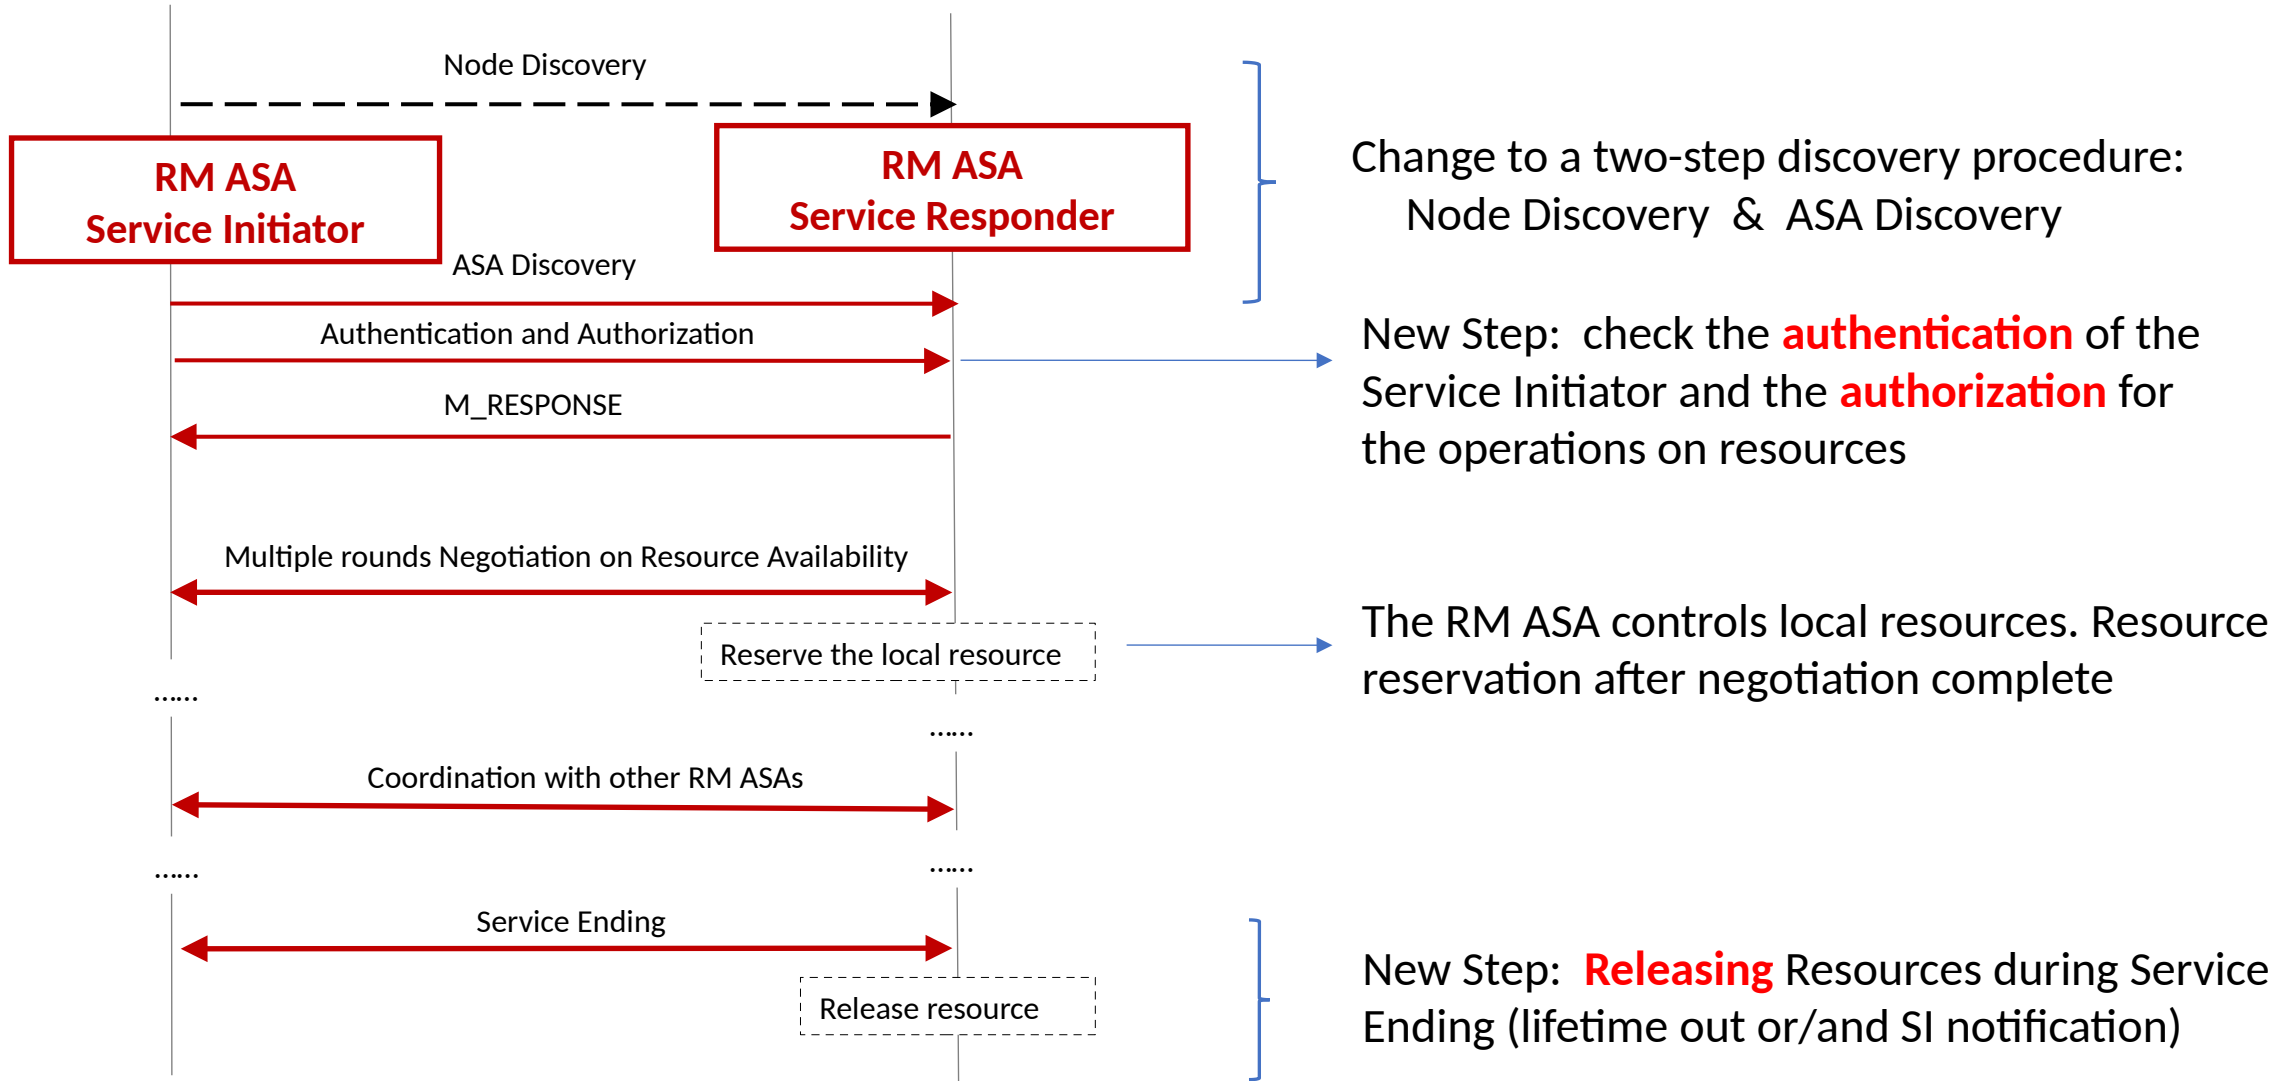 Node Discovery
RM ASA
Service Initiator
RM ASA
Service Responder
Change to a two-step discovery procedure:
Node Discovery & ASA Discovery
ASA Discovery
Authentication and Authorization
New Step: check the authentication of the
Service Initiator and the authorization for
the operations on resources
M_RESPONSE
Multiple rounds Negotiation on Resource Availability
Reserve the local resource
The RM ASA controls local resources. Resource
reservation after negotiation complete
......
......
Coordination with other RM ASAs
......
......
Service Ending
Release resource
New Step: Releasing Resources during Service
Ending (lifetime out or/and SI notification)